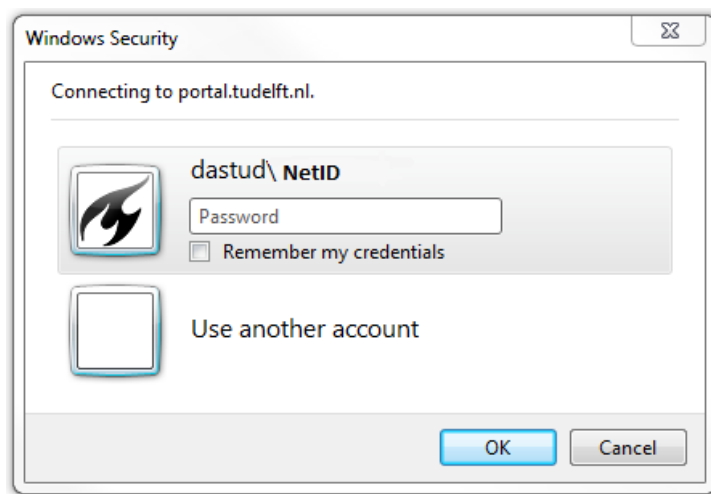 Windows Security
Connecting to portal.tudelft.nl.
dastud\ NetID
Password
Remember my credentials
Use another account
OK Cancel